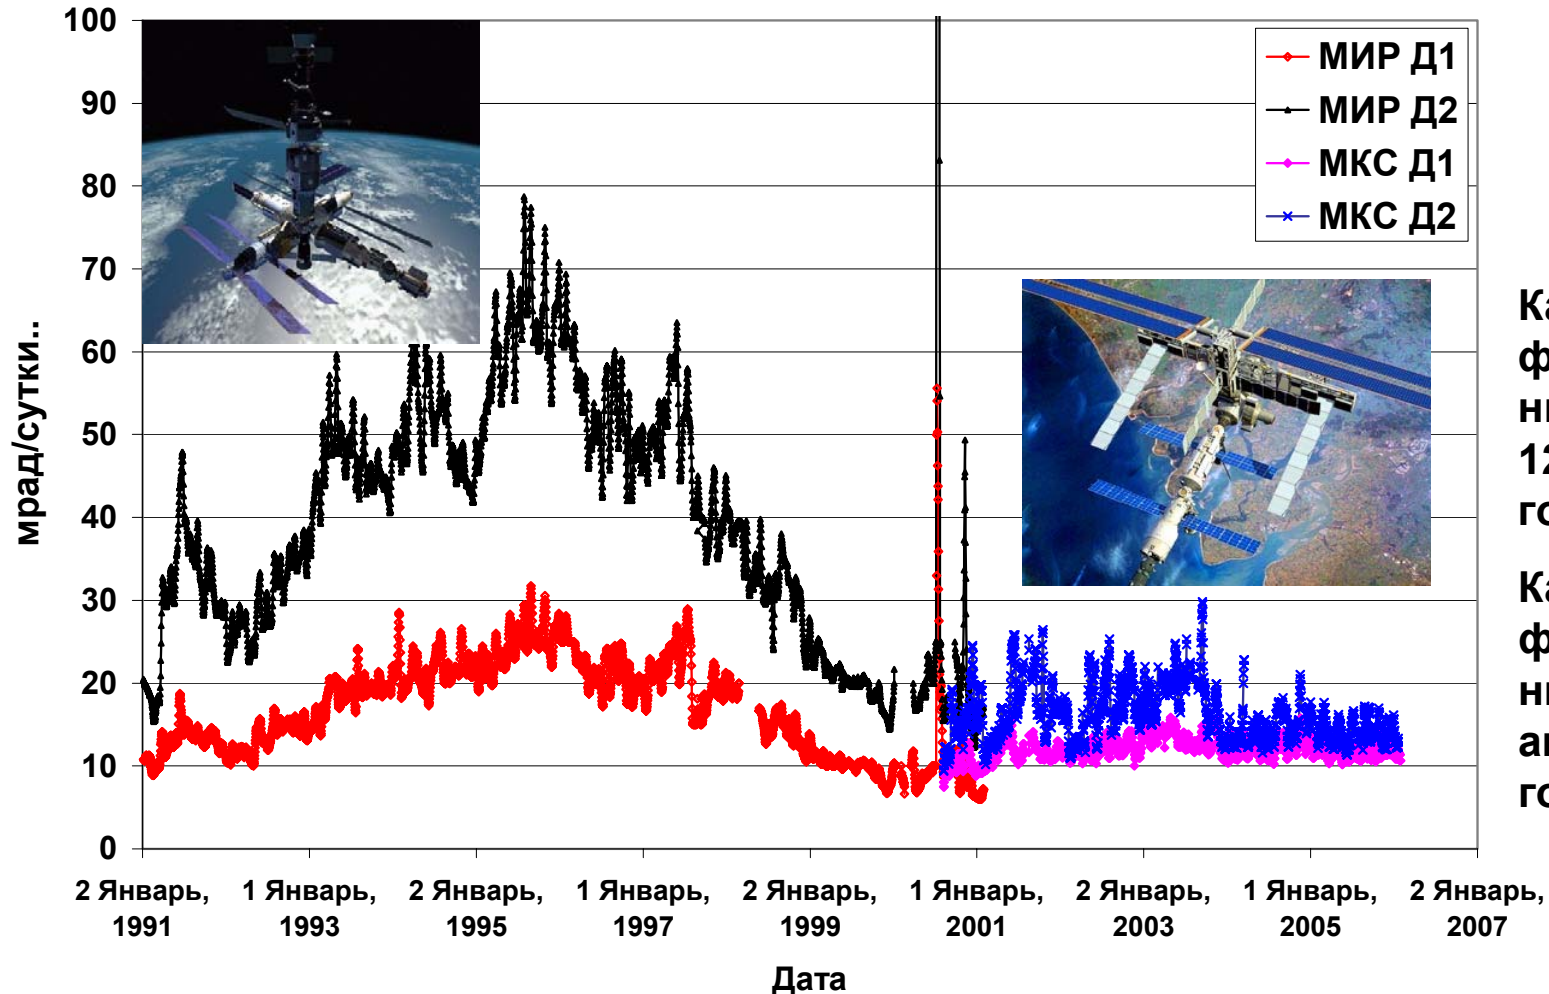 100
90
80
70
60
50
40
30
20
10
0
мрад/сутки..
МИР Д1
МИР Д2
МКС Д1
МКС Д2
2 Январь,
1991
1 Январь,
1993
2 Январь,
1995
1 Январь,
1997
2 Январь,
1999
1 Январь,
2001
2 Январь,
2003
1 Январь,
2005
2 Январь,
2007
Дата
12